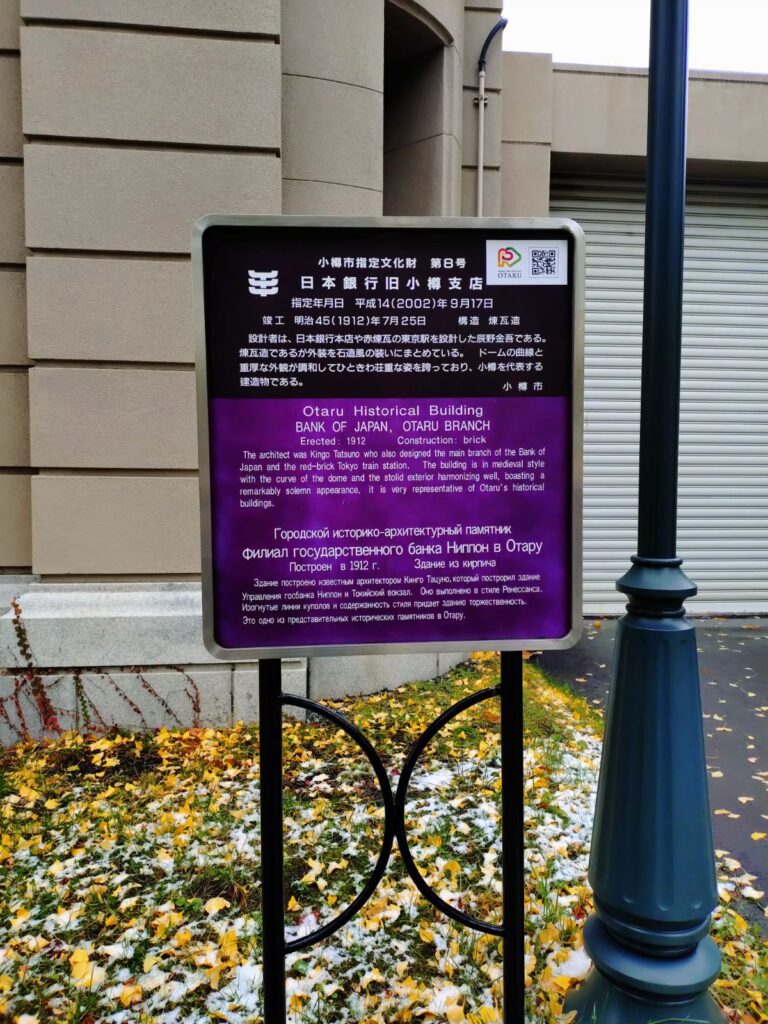 小樽市指定文化財 第8号
日本銀行旧小樽支店
OTARU
指定年月日 平成14(2002)年9月17日
竣工 明治45(1912)年7月25日 構造 煉瓦造
設計者は、日本銀行本店や赤煉瓦の東京駅を設計した辰野金吾である。
煉瓦造であるが外装を石造風の装いにまとめている。 ドームの曲線と
重厚な外観が調和してひときわ荘重な姿を誇っており、小樽を代表する
建造物である。
小樽市
Otaru Historical Building
BANK OF JAPAN, OTARU BRANCH
Erected: 1912 Construction: brick
The architect was Kingo Tatsuno who also designed the main branch of the Bank of
Japan and the red-brick Tokyo train station. The building is in medieval style
with the curve of the dome and the stolid exterior harmonizing well, boasting a
remarkably solemn appearance, it is very representative of Otaru's historical
buildings.
Городской историко-архитектурный памятник
Филиал государственного банка Ниппон в Отару
Построен в 1912 г. Здание из кирпича
Здание построено известным архитектором Кинго Тацуно, который построрил здание
Управления госбанка Ниппон и Токийский вокзал. Оно выполнено в стиле Ренессанса.
Изогнутые линии куполов и содержанность стиля придает зданию торжественность.
Это одно из представительных исторических памятников в Отару.